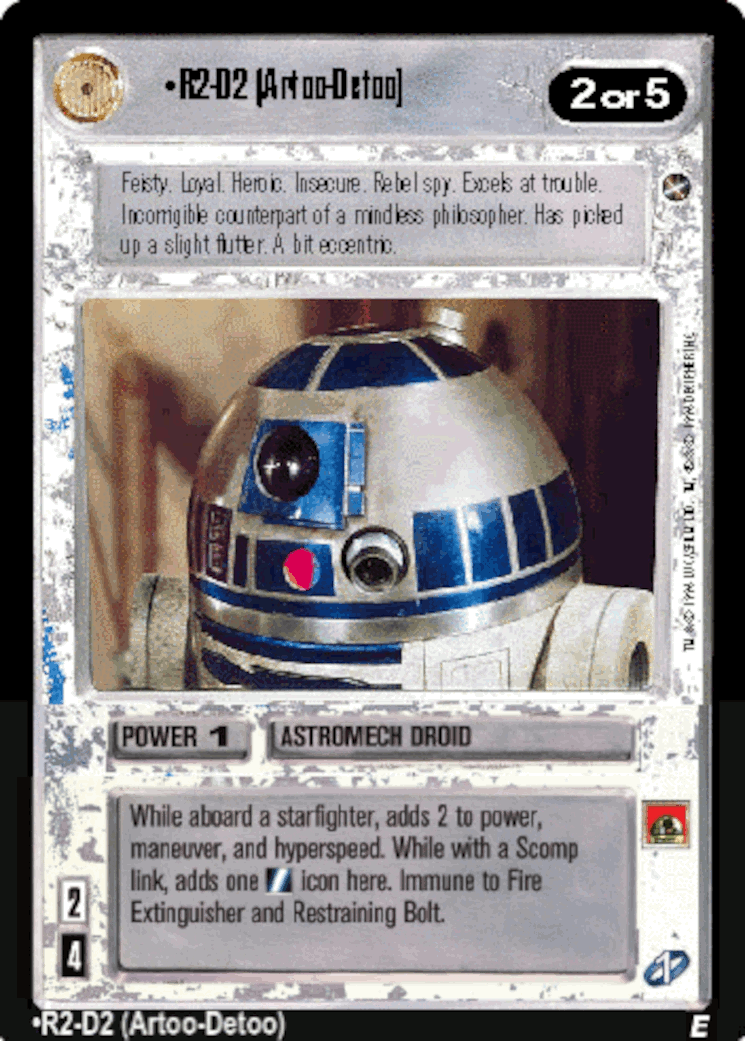 •R2-D2 (Artoo-Detoo)
2 or 5
Feisty. Loyal. Heroic. Insecure. Rebel spy. Excels at trouble.
Incorrigible counterpart of a mindless philosopher. Has picked
up a slight flutter. A bit eccentric.
POWER 1
ASTROMECH DROID
While aboard a starfighter, adds 2 to power,
maneuver, and hyperspeed. While with a Scomp
link, adds one icon here. Immune to Fire
Extinguisher and Restraining Bolt.
2
4
1
•R2-D2 (Artoo-Detoo)
E